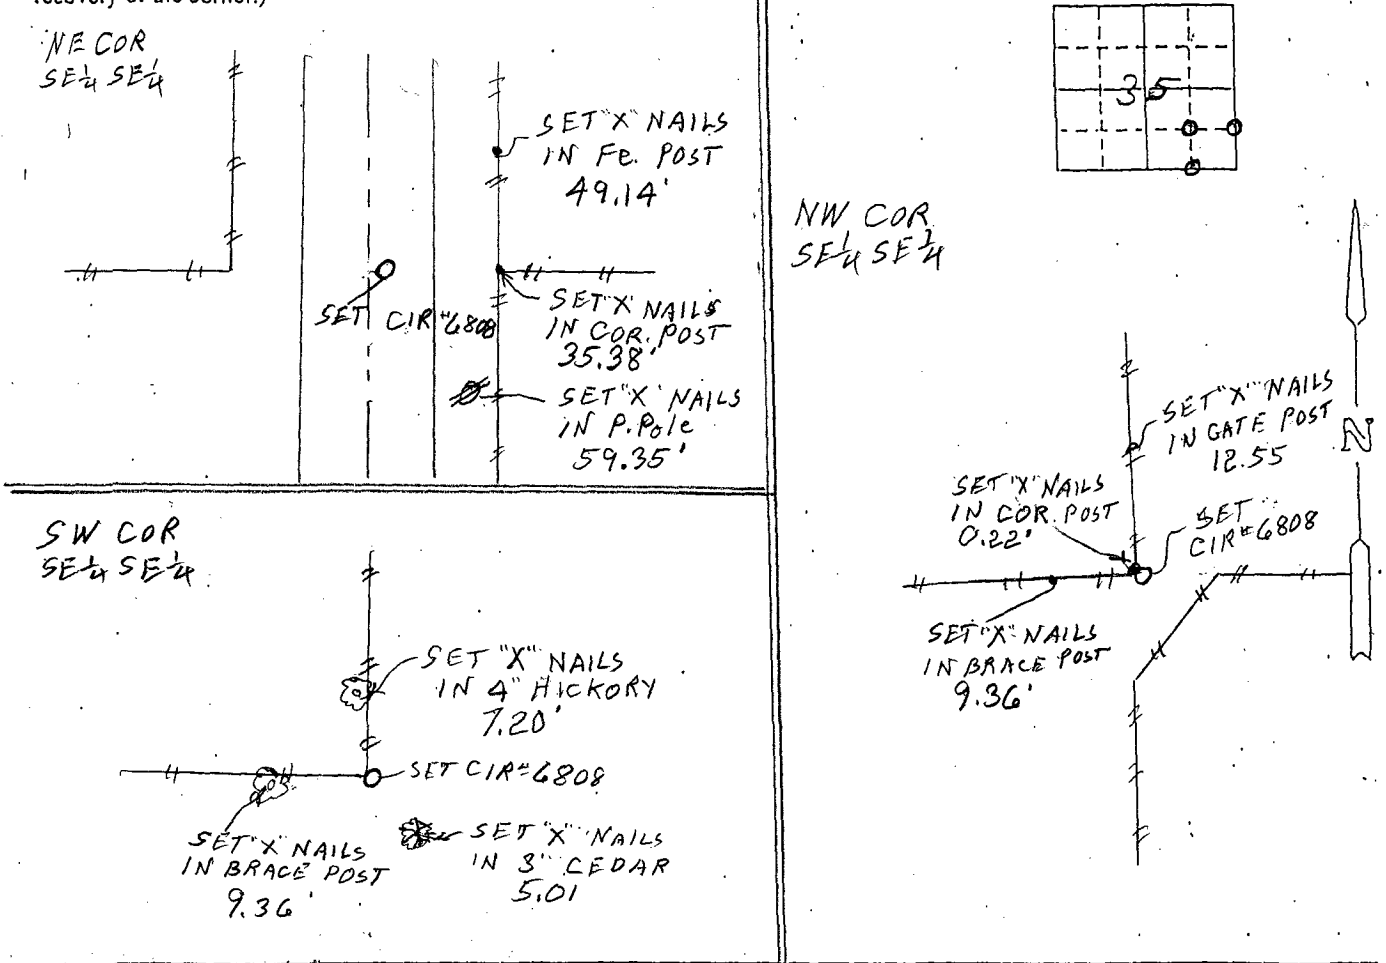 recovery of the corner.)
NE COR
SE¼ SE¼
SET "X" NAILS
IN Fe. POST
49.14'
SET "X" NAILS
IN COR. POST
35.38'
SET CIR #6808
SET "X" NAILS
IN P.Pole
59.35'
SW COR
SE¼ SE¼
SET "X" NAILS
IN 4" HICKORY
7.20'
SET CIR #6808
SET "X" NAILS
IN BRACE POST
9.36'
SET "X" NAILS
IN 3" CEDAR
5.01
35
NW COR
SE¼ SE¼
SET "X" NAILS
IN GATE POST
12.55
N
SET "X" NAILS
IN COR. POST
0.22'
SET
CIR #6808
SET "X" NAILS
IN BRACE POST
9.36'